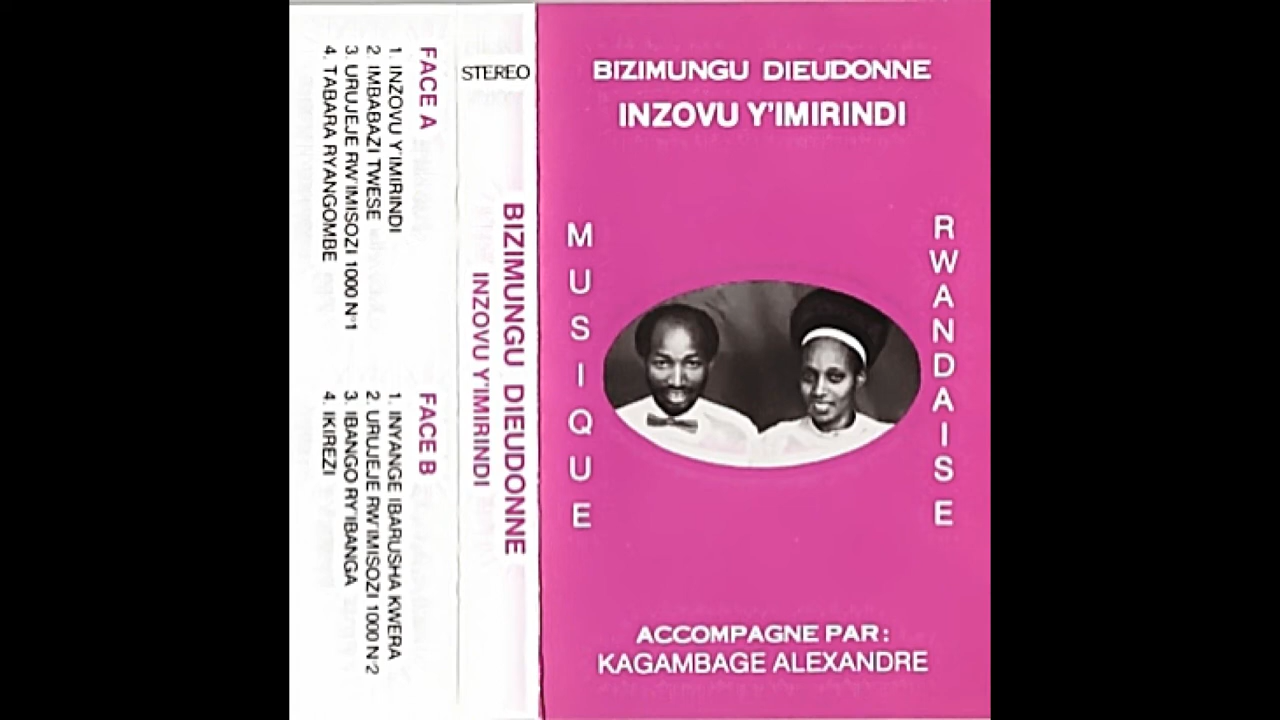 FACE A
1. INZOVU Y'IMIRINDI
2. IMBABAZI TWESE
3. URUJEJE RW'IMISOZI 1000 N°1
4. TABARA RYANGOMBE
FACE B
1. INYANGE IBARUSHA KWERA
2. URUJEJE RW'IMISOZI 1000 N°2
3. IBANGO RY'IBANGA
4. IKIREZI
STEREO
BIZIMUNGU DIEUDONNE
INZOVU Y'IMIRINDI
BIZIMUNGU DIEUDONNE
INZOVU Y'IMIRINDI
MUSIQUE
RWANDAISE
ACCOMPAGNE PAR:
KAGAMBAGE ALEXANDRE